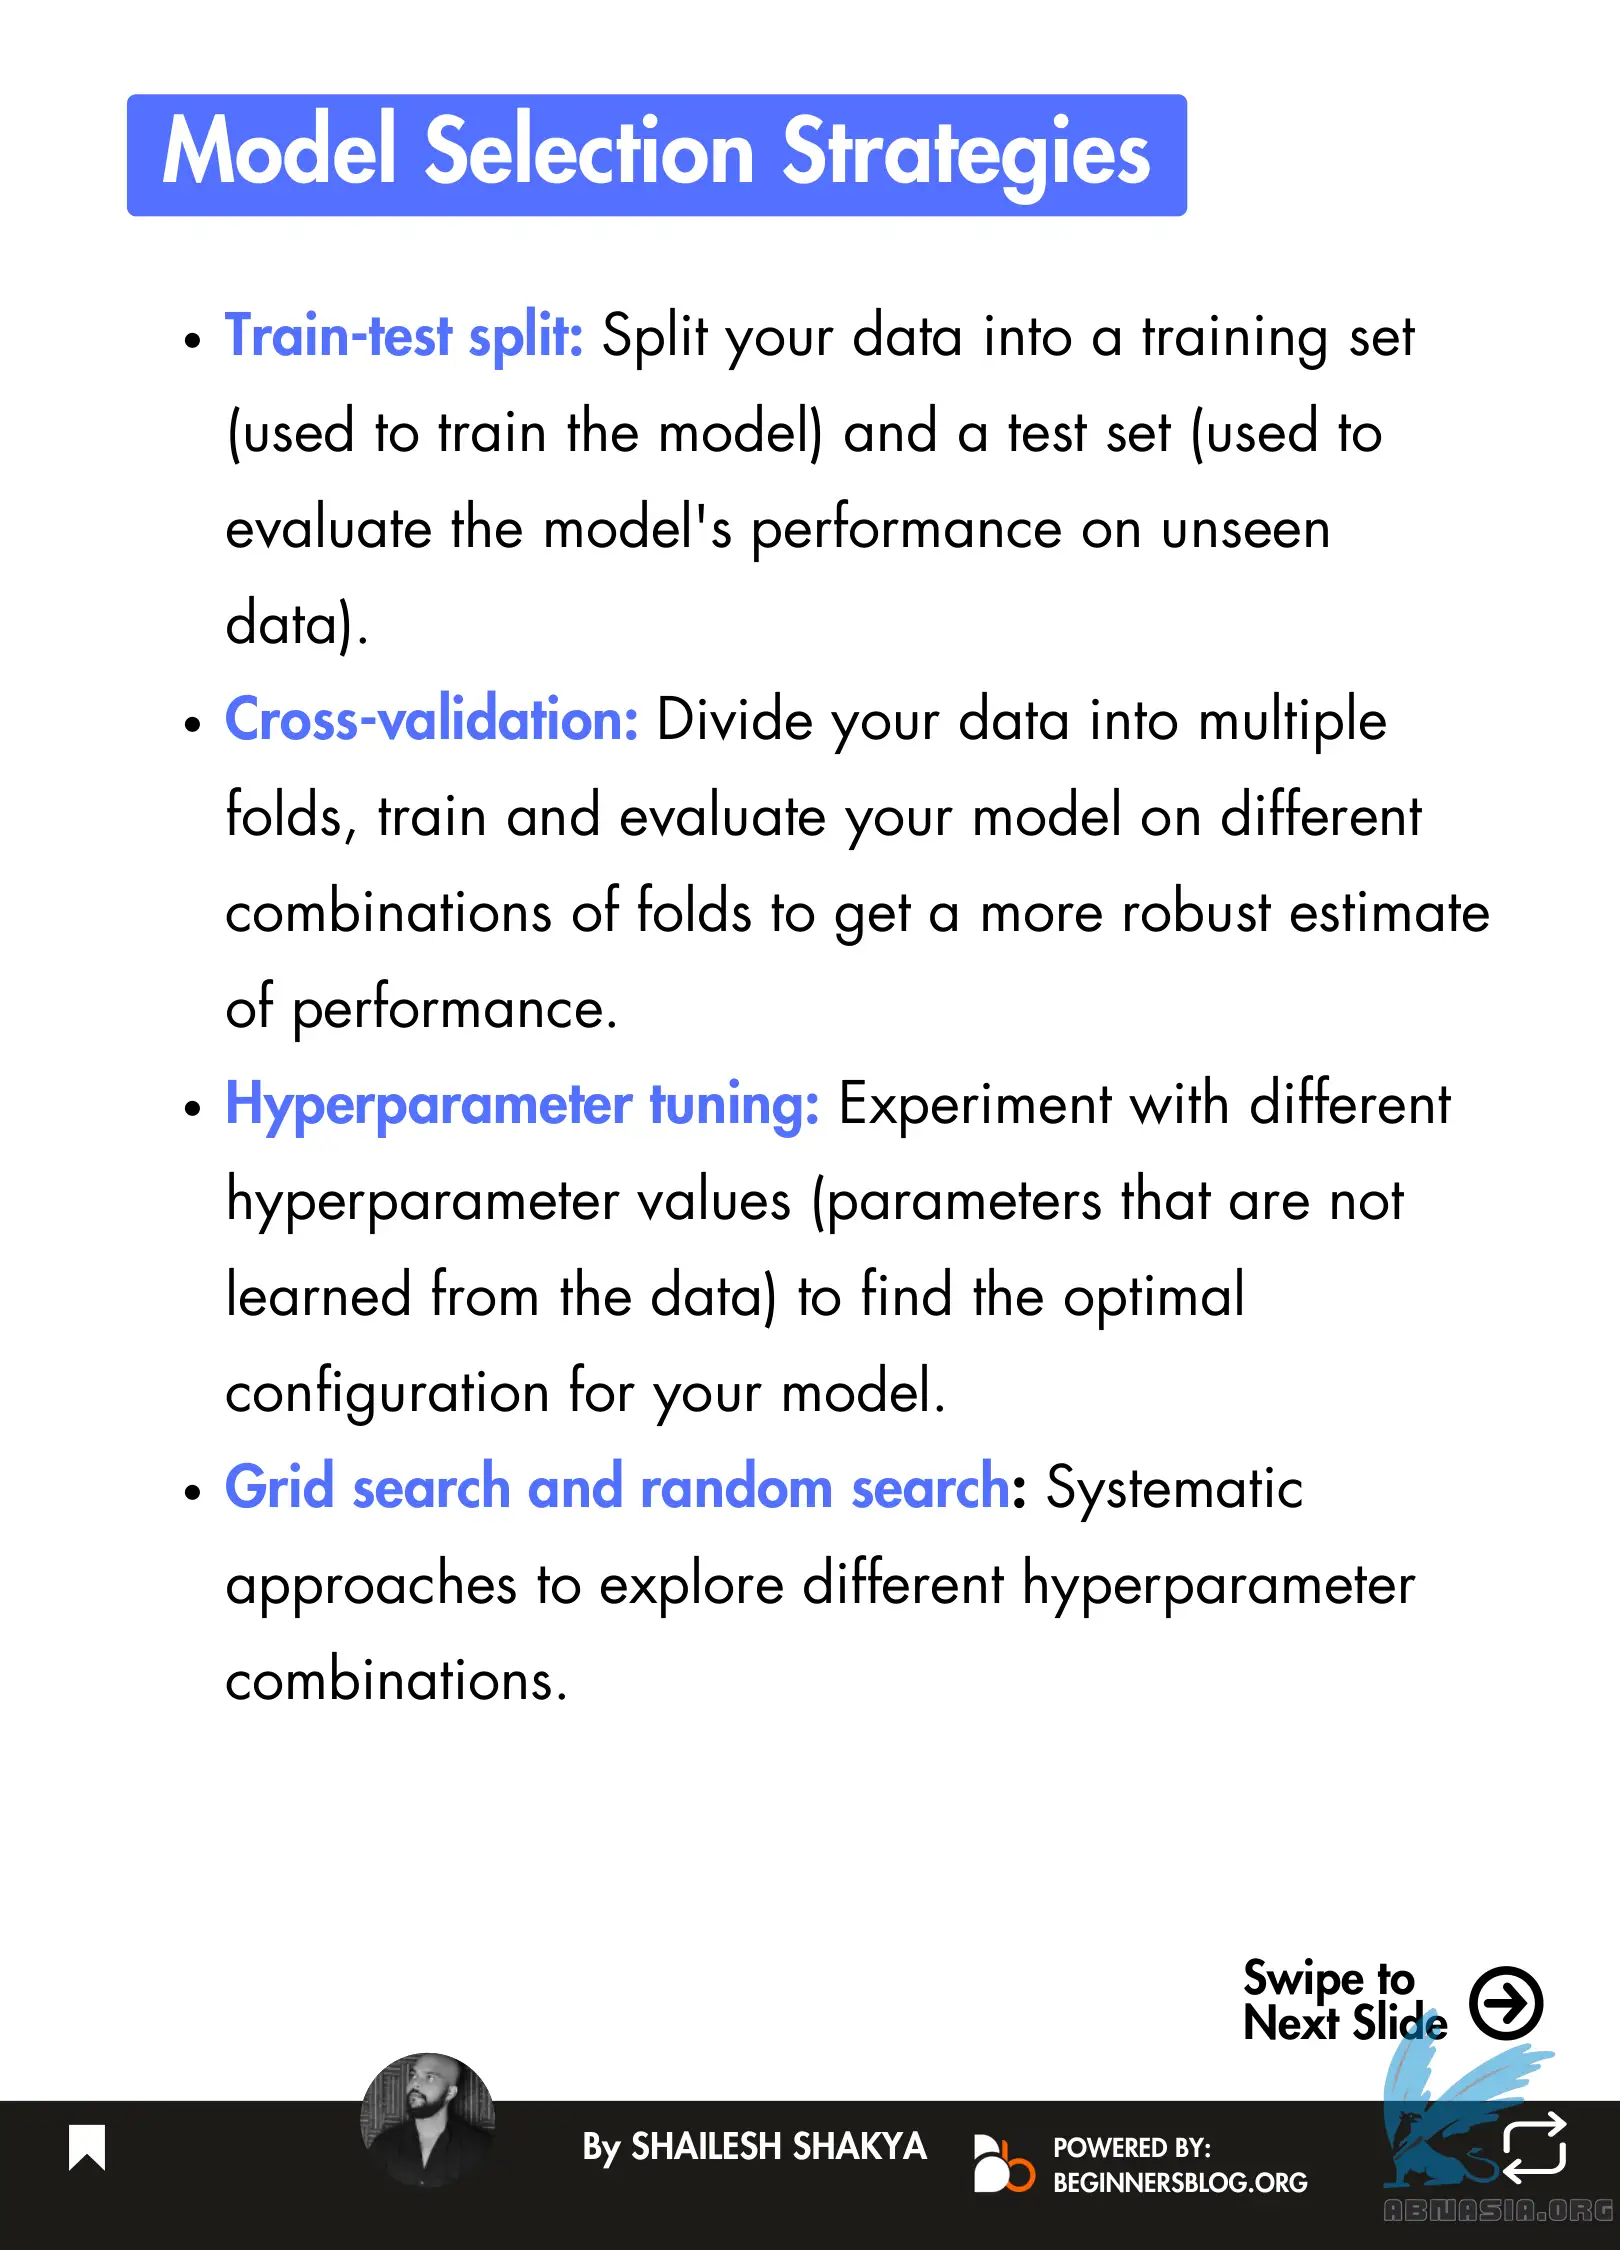 Model Selection Strategies
• Train-test split: Split your data into a training set
(used to train the model) and a test set (used to
evaluate the model's performance on unseen
data).
• Cross-validation: Divide your data into multiple
folds, train and evaluate your model on different
combinations of folds to get a more robust estimate
of performance.
• Hyperparameter tuning: Experiment with different
hyperparameter values (parameters that are not
learned from the data) to find the optimal
configuration for your model.
• Grid search and random search: Systematic
approaches to explore different hyperparameter
combinations.
Swipe to
Next Slide
By SHAILESH SHAKYA
POWERED BY:
BEGINNERSBLOG.ORG
ABNASIA.ORG